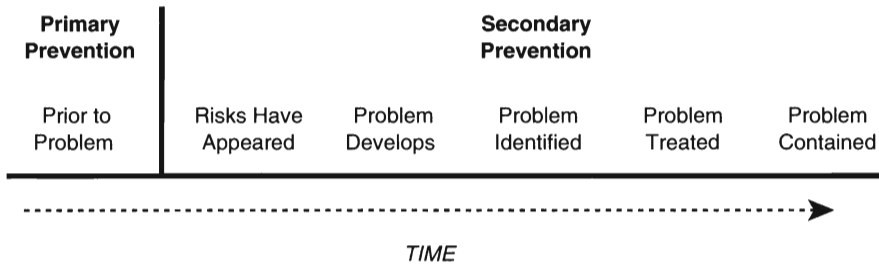 Primary
Prevention
Secondary
Prevention
Prior to
Problem
Risks Have
Appeared
Problem
Develops
Problem
Identified
Problem
Treated
Problem
Contained
TIME